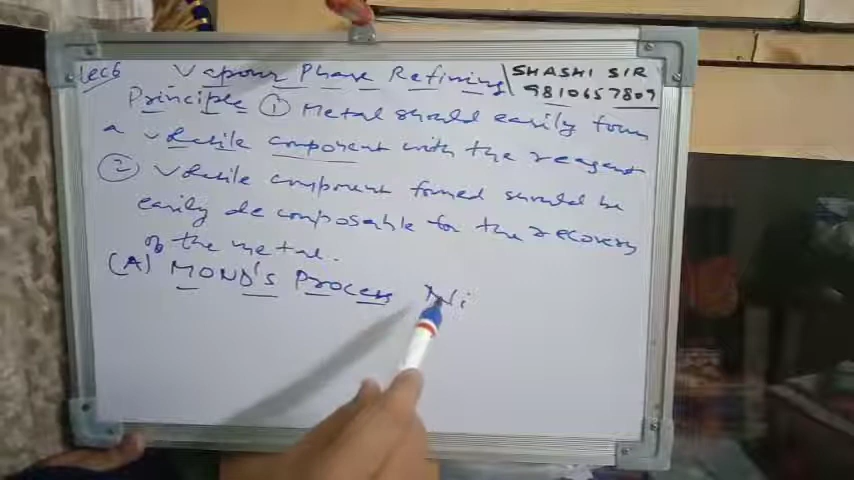 Lec6 Vapour Phase Refining SHASHI SIR
9810657809
Principle ① Metal should easily form
a volatile component with the reagent
② Volatile component formed should be
easily decomposable for the recovery
of the metal.
(A) MOND's Process Ni